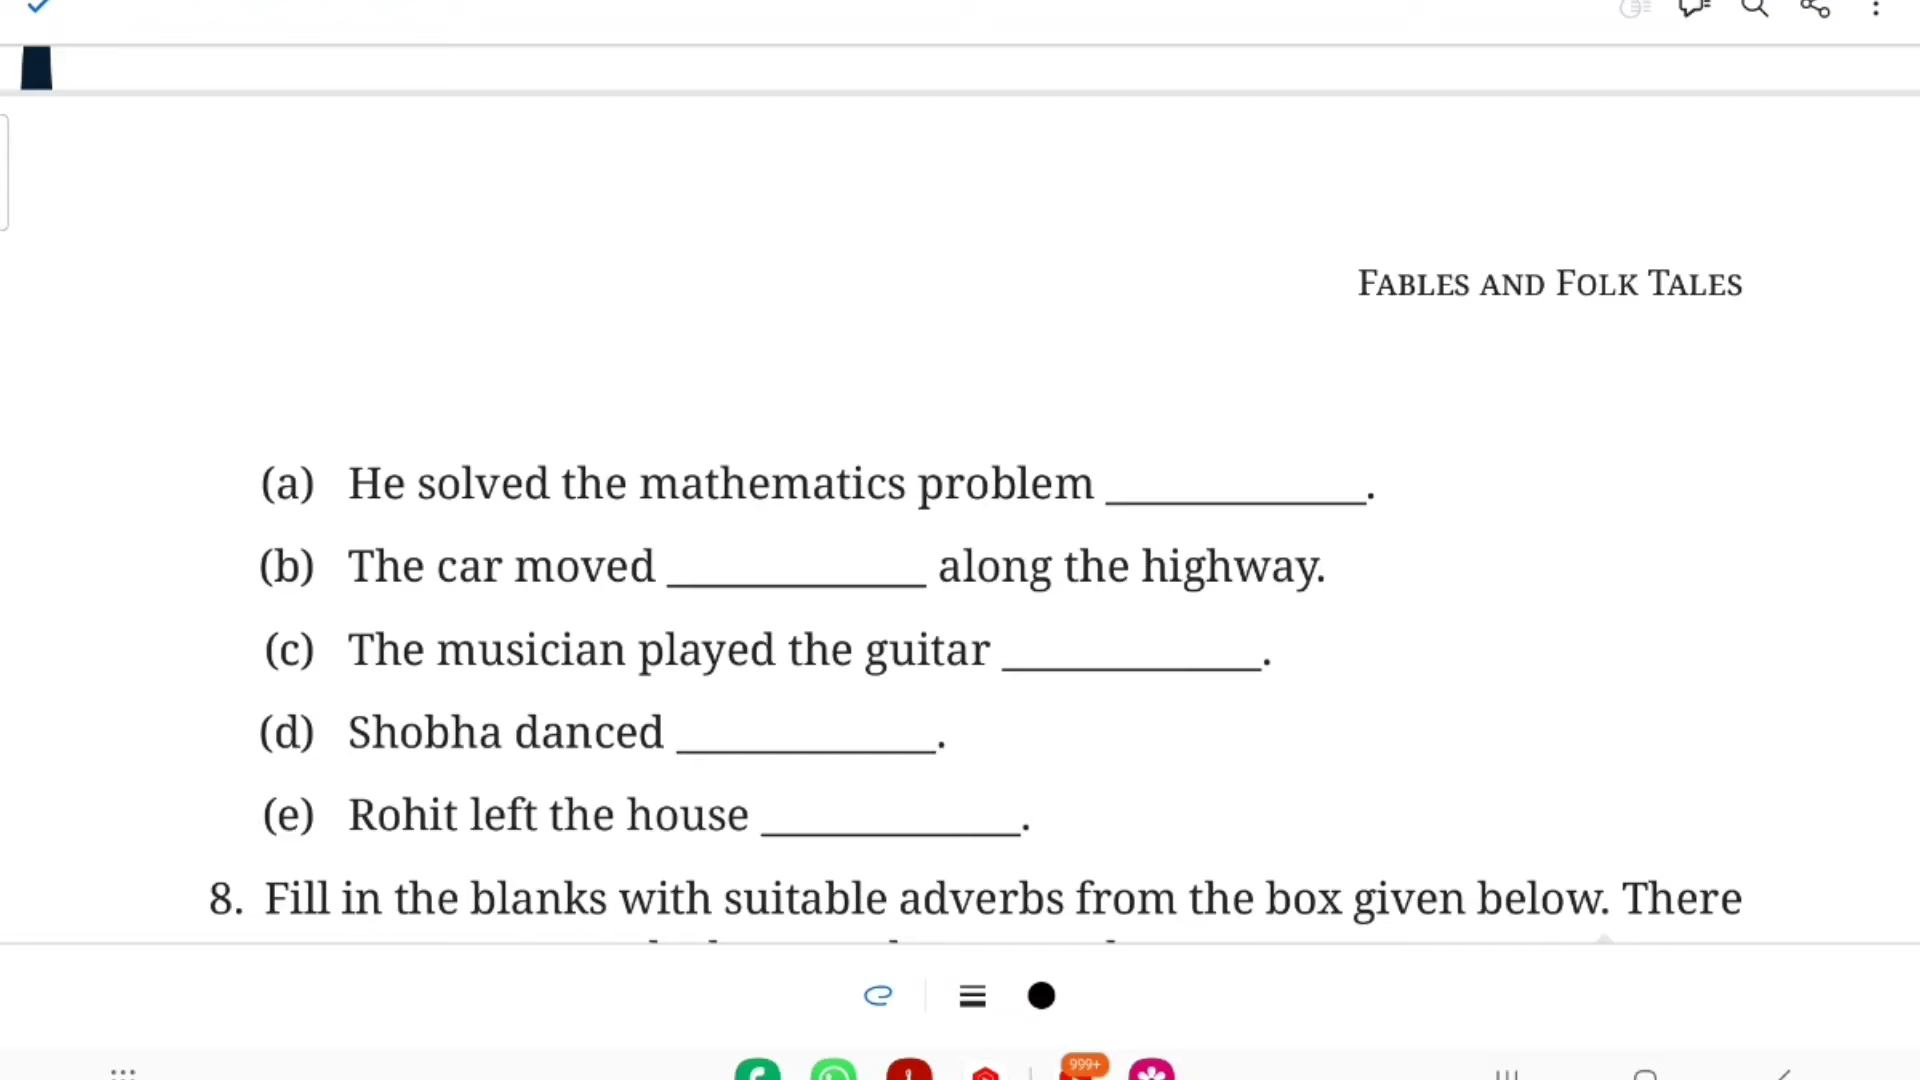 FABLES AND FOLK TALES
(a) He solved the mathematics problem ____________.
(b) The car moved ____________ along the highway.
(c) The musician played the guitar ____________.
(d) Shobha danced ____________.
(e) Rohit left the house ____________.
8. Fill in the blanks with suitable adverbs from the box given below. There
999+